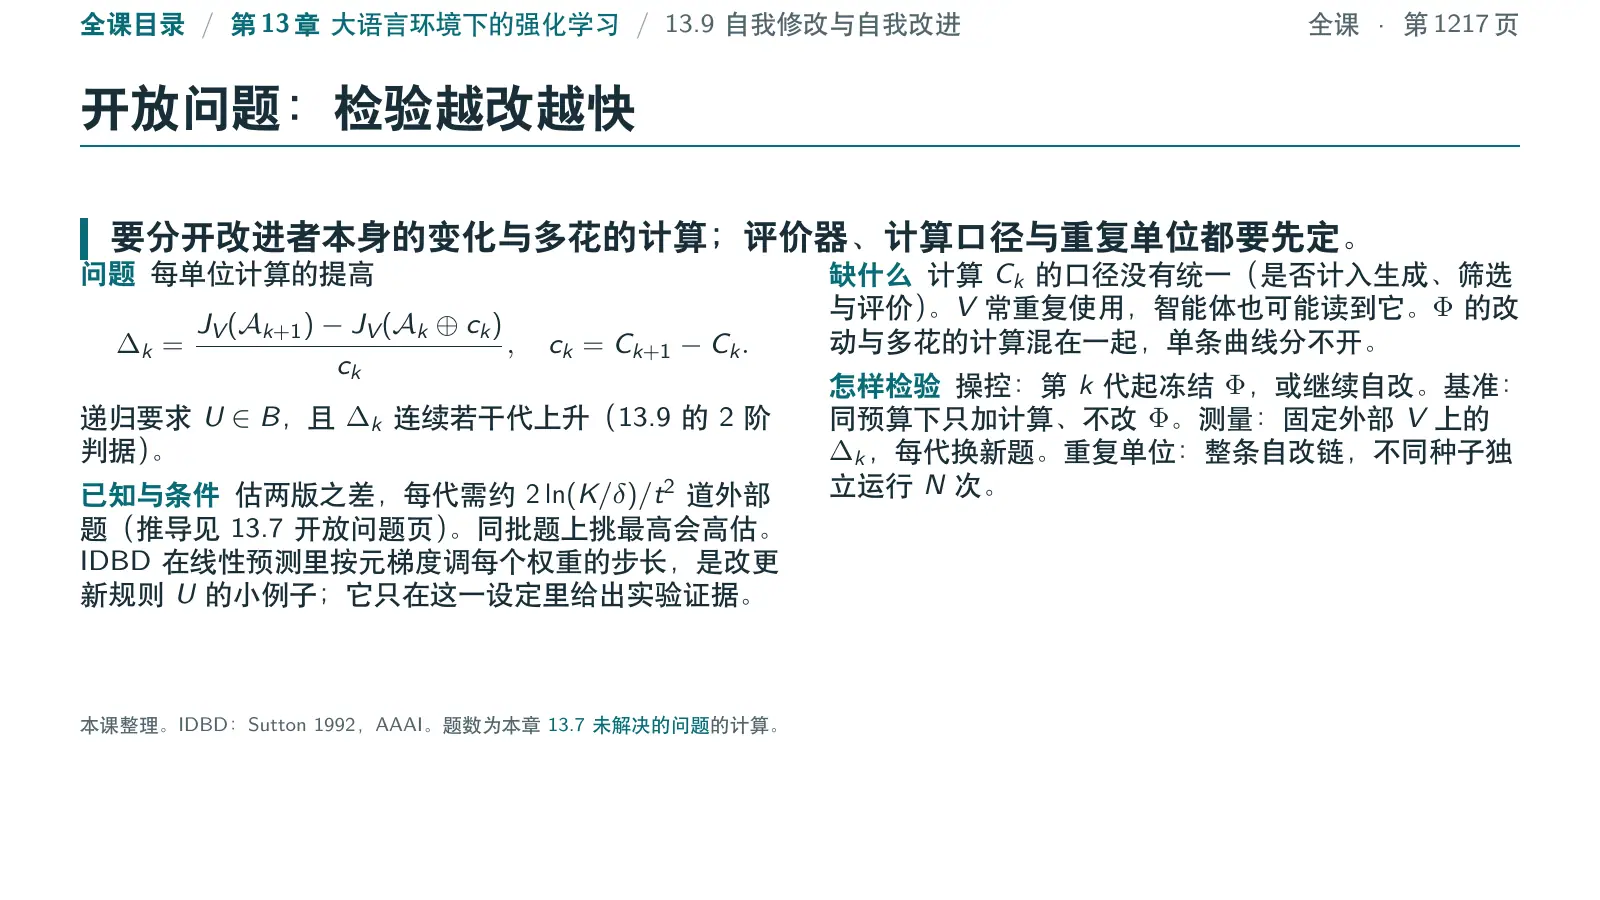 全课目录 / 第 13 章 大语言环境下的强化学习 / 13.9 自我修改与自我改进 全课 · 第 1217 页
开放问题：检验越改越快
要分开改进者本身的变化与多花的计算；评价器、计算口径与重复单位都要先定。
问题 每单位计算的提高
Δ_k = (J_V(𝒜_{k+1}) − J_V(𝒜_k ⊕ c_k)) / c_k, c_k = C_{k+1} − C_k.
递归要求 U ∈ B，且 Δ_k 连续若干代上升（13.9 的 2 阶
判据）。
已知与条件 估两版之差，每代需约 2 ln(K/δ)/t² 道外部
题（推导见 13.7 开放问题页）。同批题上挑最高会高估。
IDBD 在线性预测里按元梯度调每个权重的步长，是改更
新规则 U 的小例子；它只在这一设定里给出实验证据。
缺什么 计算 C_k 的口径没有统一（是否计入生成、筛选
与评价）。V 常重复使用，智能体也可能读到它。Φ 的改
动与多花的计算混在一起，单条曲线分不开。
怎样检验 操控：第 k 代起冻结 Φ，或继续自改。基准：
同预算下只加计算、不改 Φ。测量：固定外部 V 上的
Δ_k，每代换新题。重复单位：整条自改链，不同种子独
立运行 N 次。
本课整理。IDBD：Sutton 1992，AAAI。题数为本章 13.7 未解决的问题的计算。